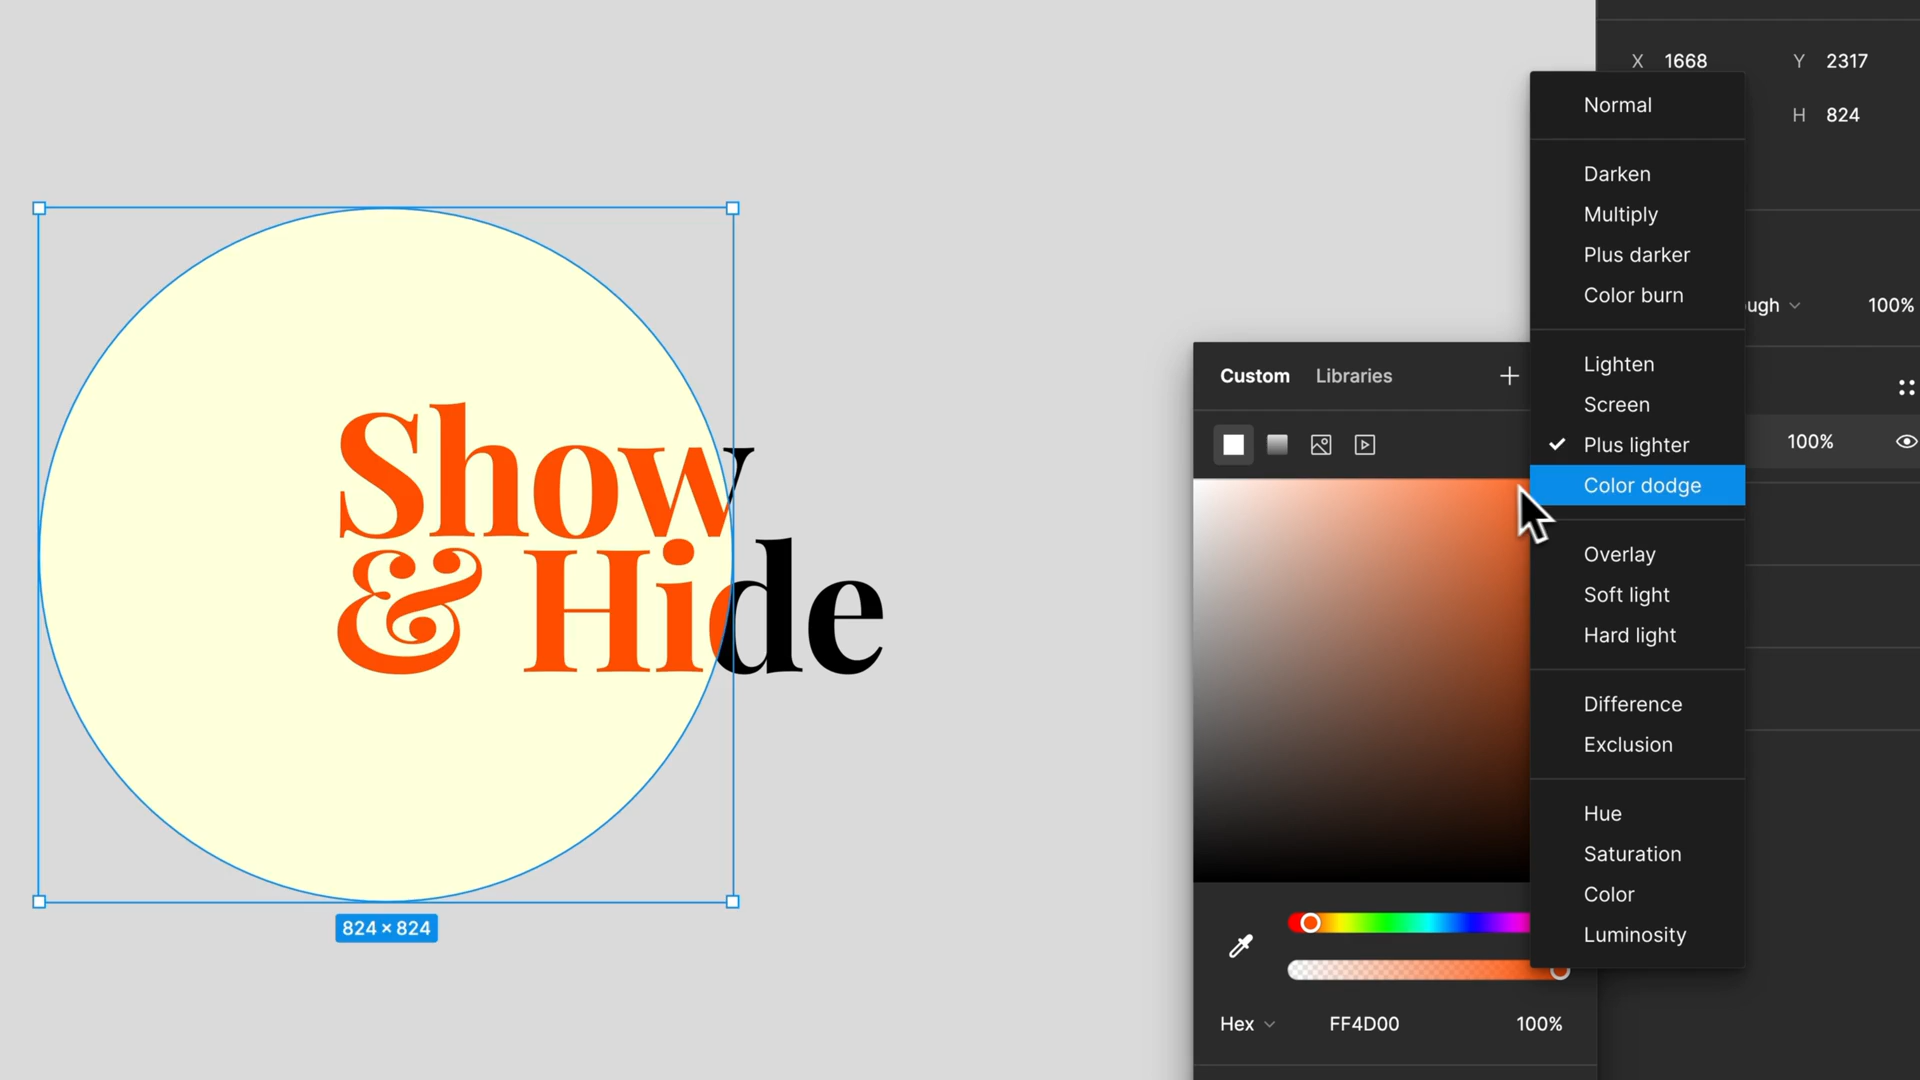 X 1668 Y 2317
H 824
Normal
Darken
Multiply
Plus darker
Color burn
ough 100%
Lighten
Screen
Plus lighter
Color dodge
100%
Overlay
Soft light
Hard light
Difference
Exclusion
Hue
Saturation
Color
Luminosity
Custom Libraries
Hex FF4D00 100%
Show
& Hide
824 × 824